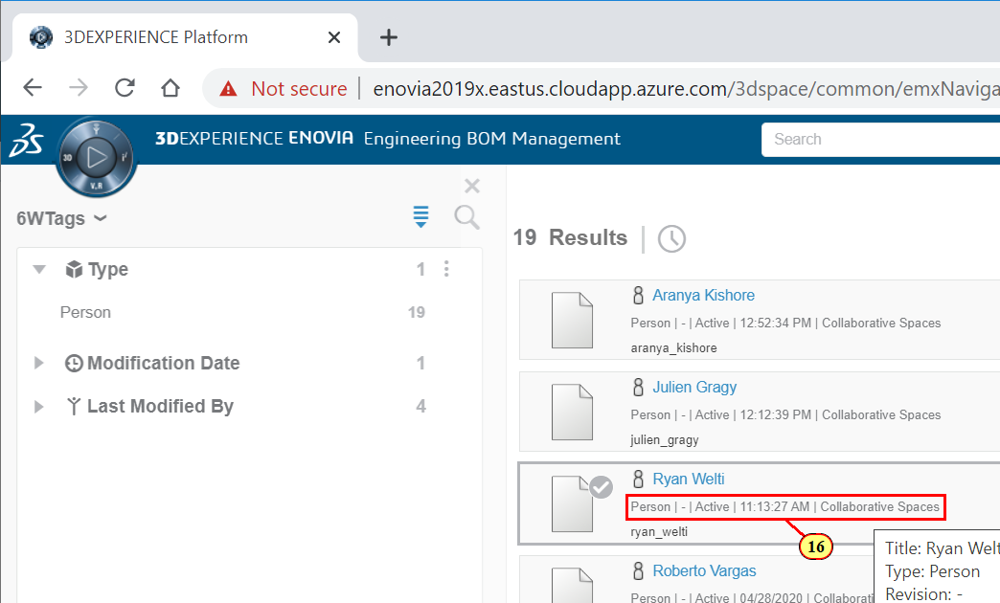 3DEXPERIENCE Platform
Not secure | enovia2019x.eastus.cloudapp.azure.com/3dspace/common/emxNaviga
3D
V.R
3DEXPERIENCE ENOVIA Engineering BOM Management
Search
6WTags
19 Results
Type 1
Person 19
Modification Date 1
Last Modified By 4
Aranya Kishore
Person | - | Active | 12:52:34 PM | Collaborative Spaces
aranya_kishore
Julien Gragy
Person | - | Active | 12:12:39 PM | Collaborative Spaces
julien_gragy
Ryan Welti
Person | - | Active | 11:13:27 AM | Collaborative Spaces
ryan_welti
16
Title: Ryan Welt
Type: Person
Revision: -
Roberto Vargas
Person | - | Active | 04/28/2020 | Collaborati